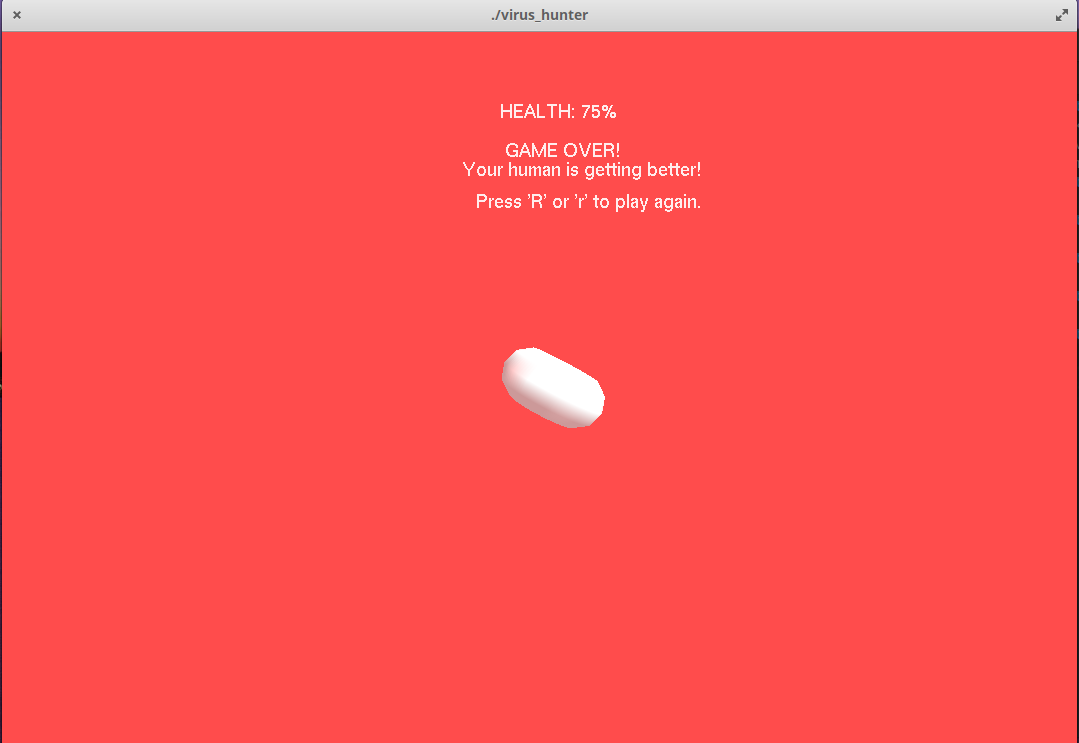 ./virus_hunter
HEALTH: 75%
GAME OVER!
Your human is getting better!
Press 'R' or 'r' to play again.